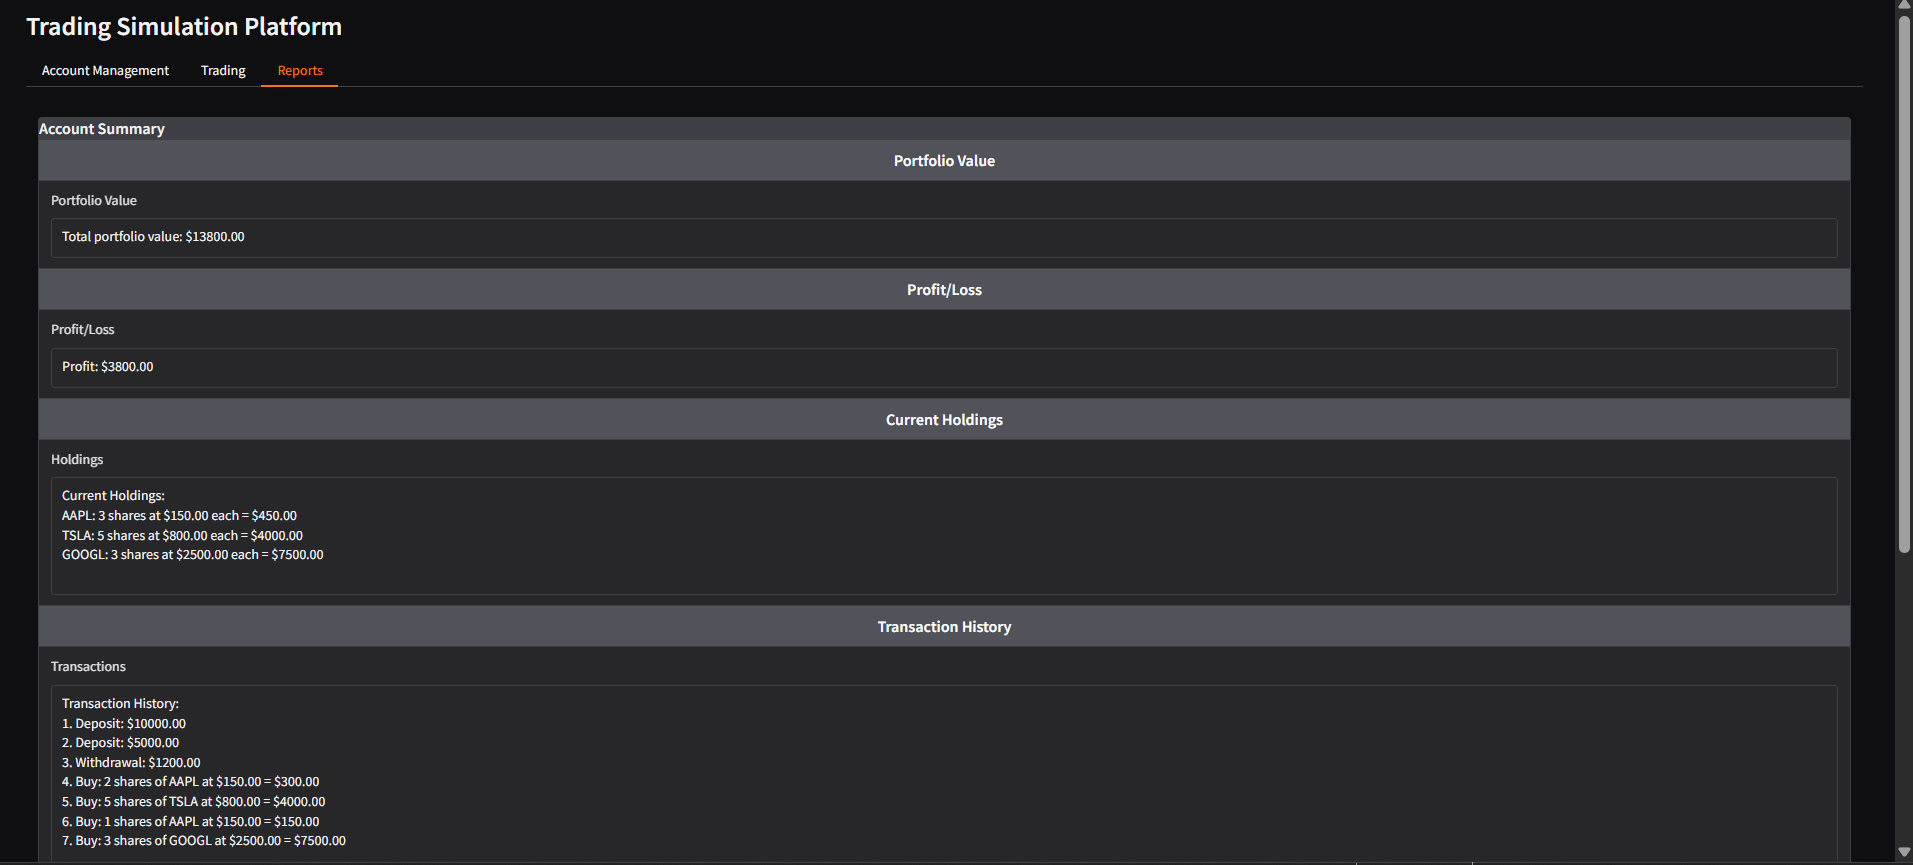 Trading Simulation Platform
Account Management Trading Reports
Account Summary
Portfolio Value
Portfolio Value
Total portfolio value: $13800.00
Profit/Loss
Profit/Loss
Profit: $3800.00
Current Holdings
Holdings
Current Holdings:
AAPL: 3 shares at $150.00 each = $450.00
TSLA: 5 shares at $800.00 each = $4000.00
GOOGL: 3 shares at $2500.00 each = $7500.00
Transaction History
Transactions
Transaction History:
1. Deposit: $10000.00
2. Deposit: $5000.00
3. Withdrawal: $1200.00
4. Buy: 2 shares of AAPL at $150.00 = $300.00
5. Buy: 5 shares of TSLA at $800.00 = $4000.00
6. Buy: 1 shares of AAPL at $150.00 = $150.00
7. Buy: 3 shares of GOOGL at $2500.00 = $7500.00